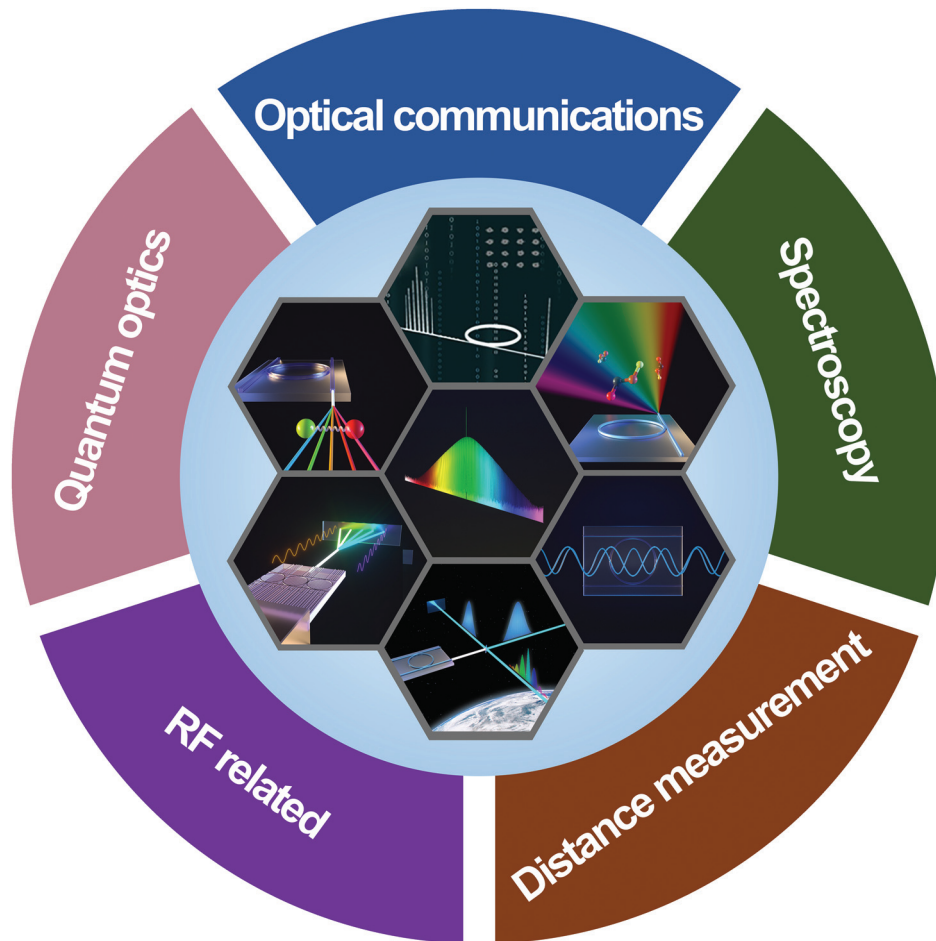 Optical communications
Spectroscopy
Distance measurement
RF related
Quantum optics